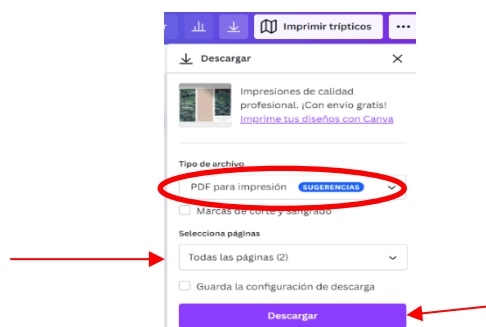 Imprimir trípticos
Descargar
Impresiones de calidad
profesional. ¡Con envío gratis!
Imprime tus diseños con Canva
Tipo de archivo
PDF para impresión SUGERENCIAS
Marcas de corte y sangrado
Selecciona páginas
Todas las páginas (2)
Guarda la configuración de descarga
Descargar